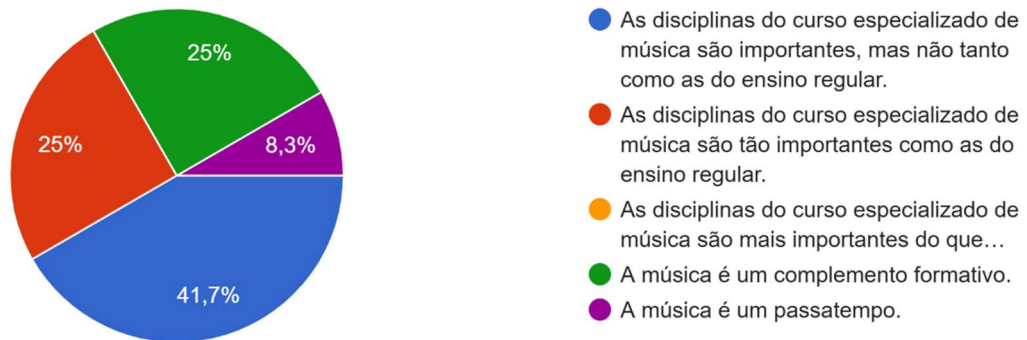 25%
25%
8,3%
41,7%
As disciplinas do curso especializado de
música são importantes, mas não tanto
como as do ensino regular.
As disciplinas do curso especializado de
música são tão importantes como as do
ensino regular.
As disciplinas do curso especializado de
música são mais importantes do que…
A música é um complemento formativo.
A música é um passatempo.